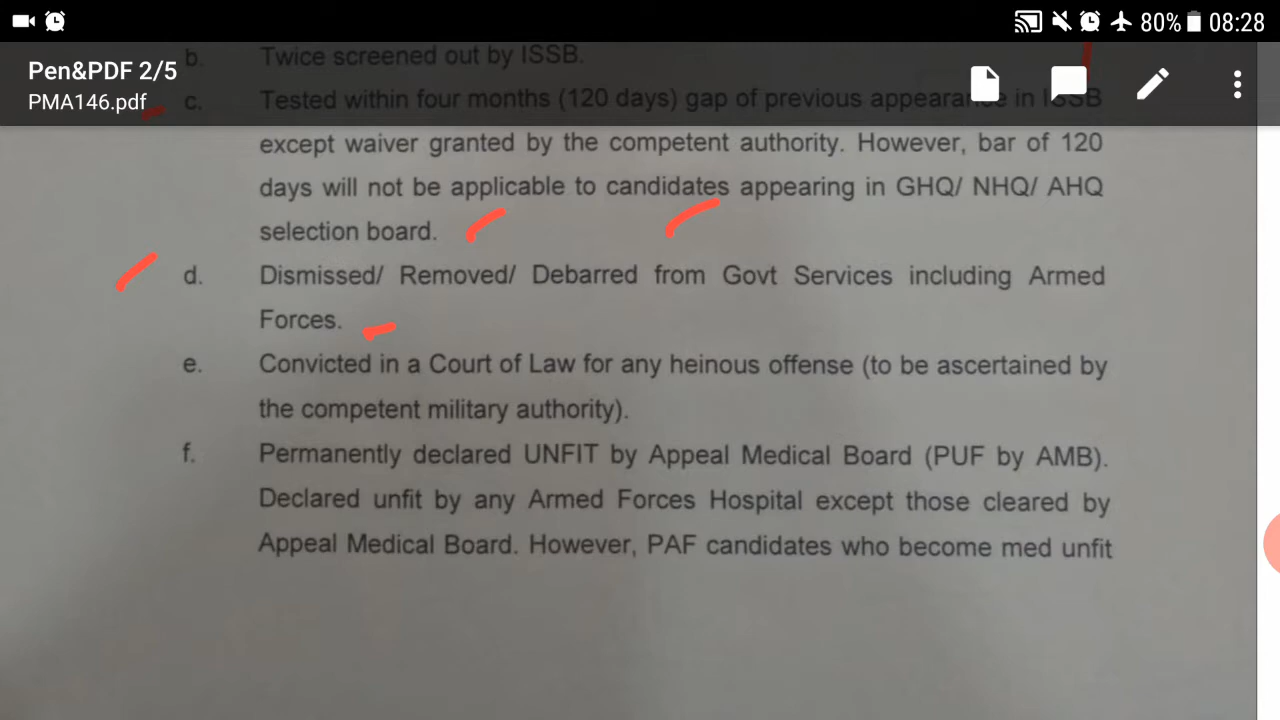 80% 08:28
b. Twice screened out by ISSB.
Pen&PDF 2/5
PMA146.pdf
c. Tested within four months (120 days) gap of previous appearance in ISSB
except waiver granted by the competent authority. However, bar of 120
days will not be applicable to candidates appearing in GHQ/ NHQ/ AHQ
selection board.
d. Dismissed/ Removed/ Debarred from Govt Services including Armed
Forces.
e. Convicted in a Court of Law for any heinous offense (to be ascertained by
the competent military authority).
f. Permanently declared UNFIT by Appeal Medical Board (PUF by AMB).
Declared unfit by any Armed Forces Hospital except those cleared by
Appeal Medical Board. However, PAF candidates who become med unfit